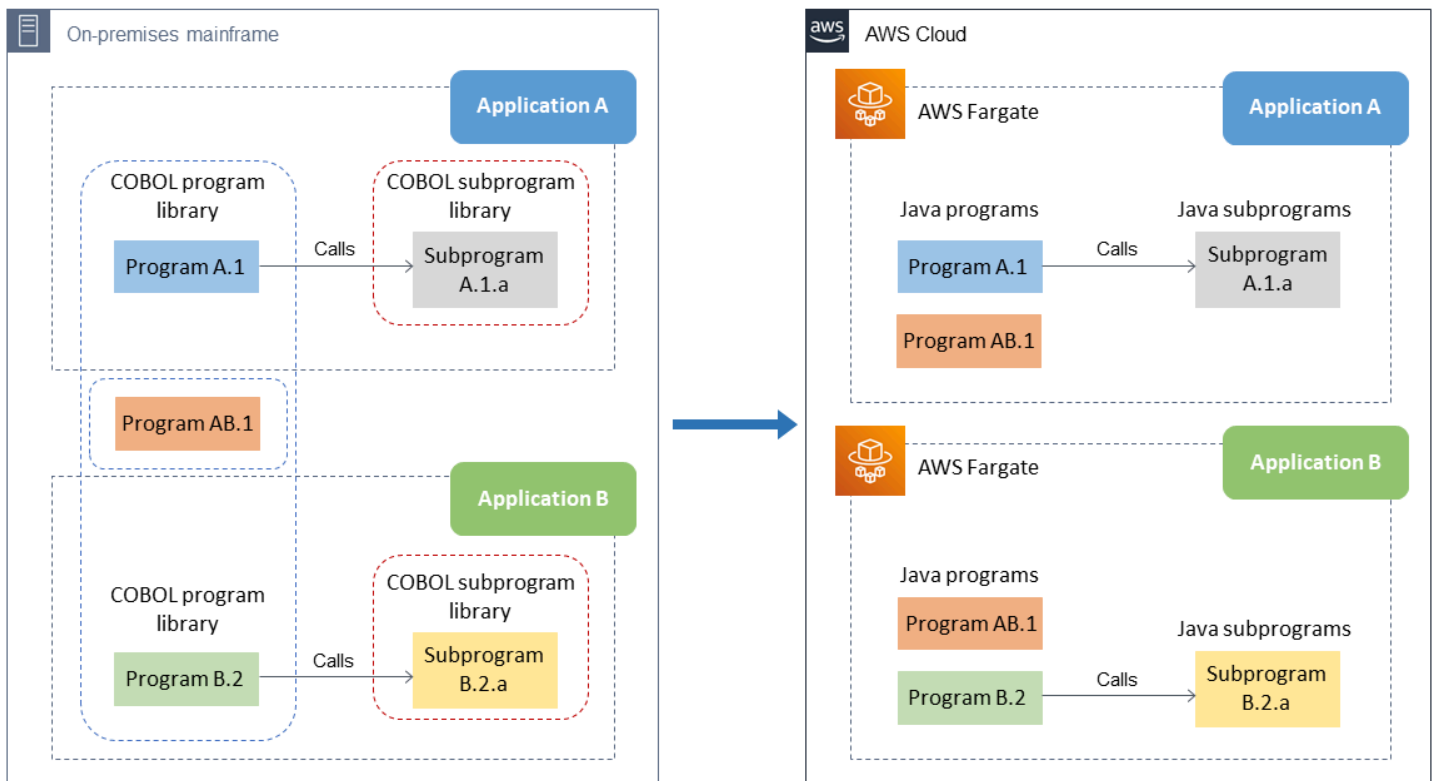 On-premises mainframe
Application A
COBOL program
library
COBOL subprogram
library
Program A.1
Calls
Subprogram
A.1.a
Program AB.1
Application B
COBOL program
library
COBOL subprogram
library
Program B.2
Calls
Subprogram
B.2.a
aws
AWS Cloud
AWS Fargate
Application A
Java programs
Java subprograms
Program A.1
Calls
Subprogram
A.1.a
Program AB.1
AWS Fargate
Application B
Java programs
Program AB.1
Java subprograms
Program B.2
Calls
Subprogram
B.2.a